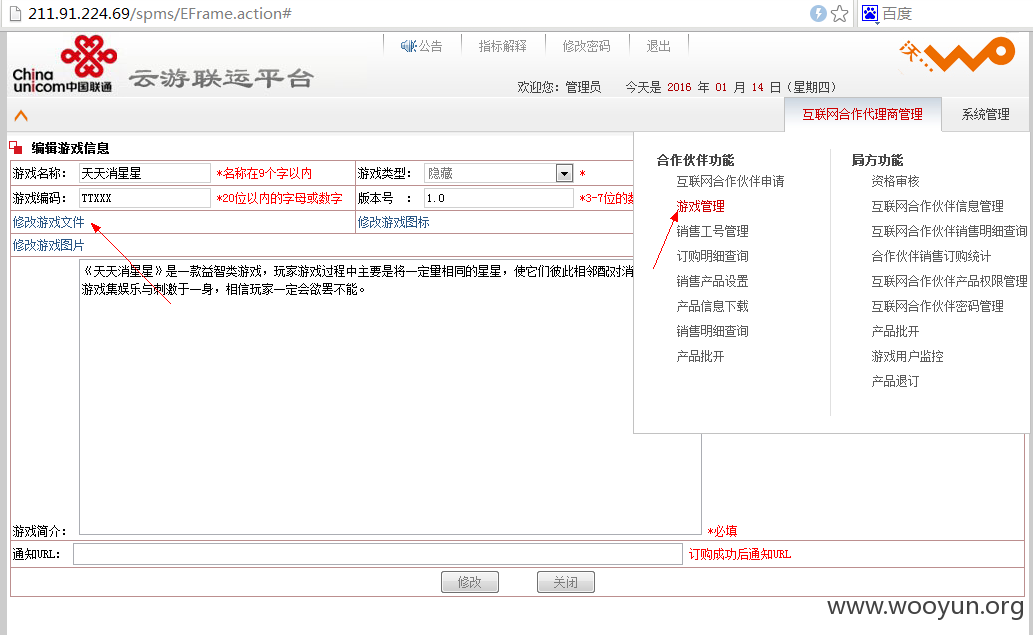 211.91.224.69/spms/EFrame.action# 百度
China unicom中国联通 云游联运平台
公告 指标解释 修改密码 退出
沃 wo
欢迎您: 管理员 今天是 2016 年 01 月 14 日 (星期四)
互联网合作代理商管理 系统管理
编辑游戏信息
游戏名称: 天天消星星 *名称在9个字以内 游戏类型: 隐藏 *
游戏编码: TTXXX *20位以内的字母或数字 版本号 : 1.0 *3-7位的数
修改游戏文件 修改游戏图标
修改游戏图片
《天天消星星》是一款益智类游戏，玩家游戏过程中主要是将一定量相同的星星，使它们彼此相邻配对消
游戏集娱乐与刺激于一身，相信玩家一定会欲罢不能。
游戏简介: *必填
通知URL: 订购成功后通知URL
修改 关闭
合作伙伴功能
互联网合作伙伴申请
游戏管理
销售工号管理
订购明细查询
销售产品设置
产品信息下载
销售明细查询
产品批开
局方功能
资格审核
互联网合作伙伴信息管理
互联网合作伙伴销售明细查询
合作伙伴销售订购统计
互联网合作伙伴产品权限管理
互联网合作伙伴密码管理
产品批开
游戏用户监控
产品退订
www.wooyun.org